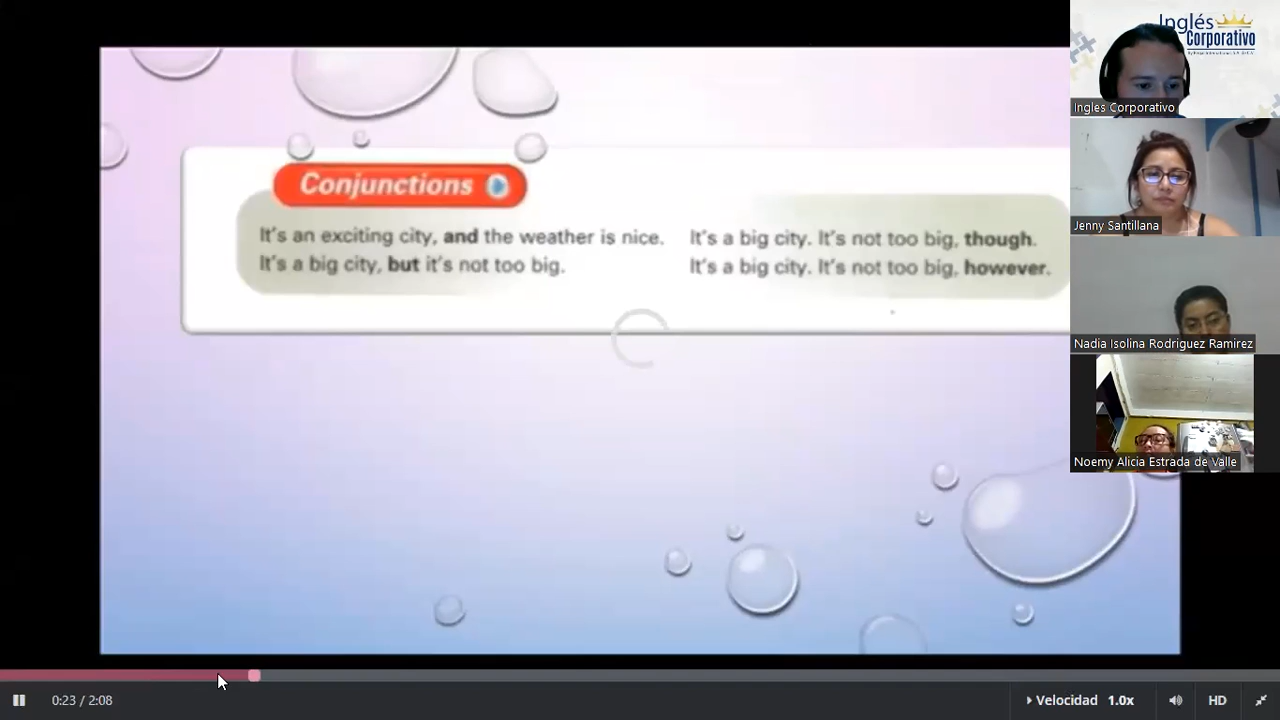 Conjunctions
It's an exciting city, and the weather is nice.
It's a big city, but it's not too big.
It's a big city. It's not too big, though.
It's a big city. It's not too big, however.
Inglés
Corporativo
Ingles Corporativo
Jenny Santillana
Nadia Isolina Rodriguez Ramirez
Noemy Alicia Estrada de Valle
0:23 / 2:08
Velocidad 1.0x
HD